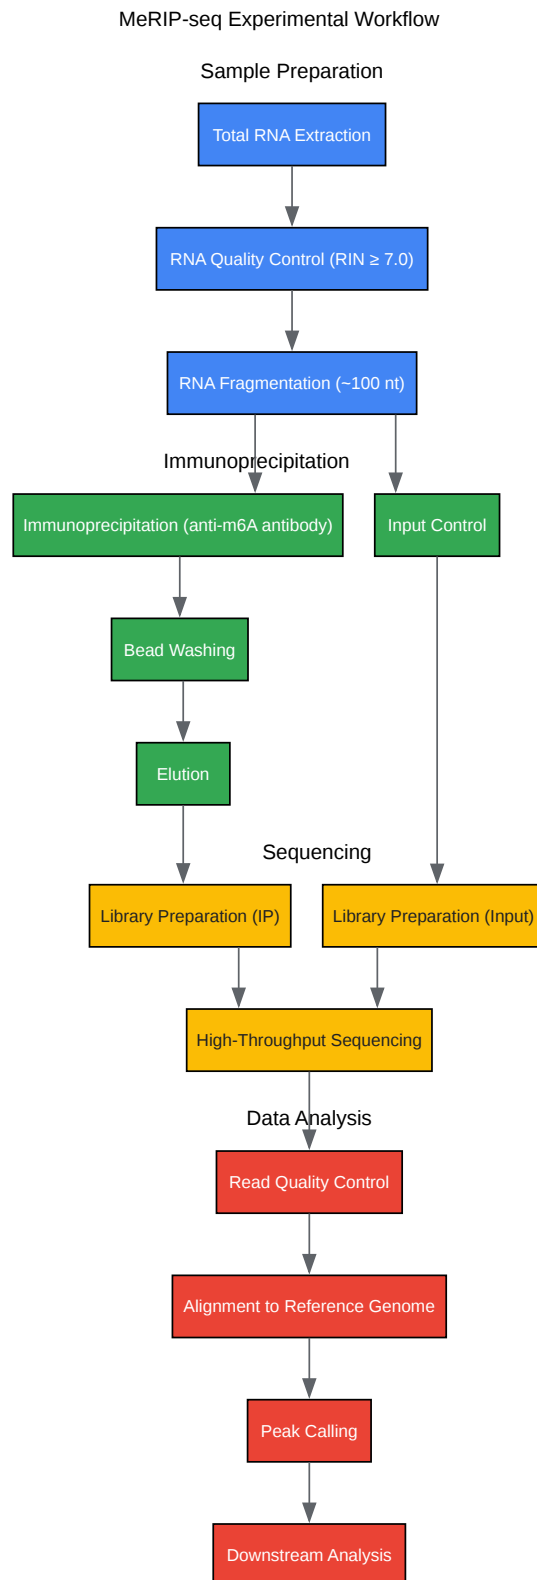 MeRIP-seq Experimental Workflow
Sample Preparation
Total RNA Extraction
RNA Quality Control (RIN ≥ 7.0)
RNA Fragmentation (~100 nt)
Immunoprecipitation
Immunoprecipitation (anti-m6A antibody)
Input Control
Bead Washing
Elution
Sequencing
Library Preparation (IP)
Library Preparation (Input)
High-Throughput Sequencing
Data Analysis
Read Quality Control
Alignment to Reference Genome
Peak Calling
Downstream Analysis